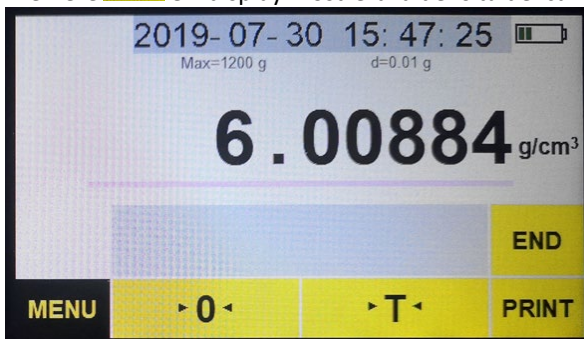 2019-07-30 15:47:25
Max=1200 g d=0.01 g
6.00884 g/cm³
END
MENU ▸0◂ ▸T◂ PRINT